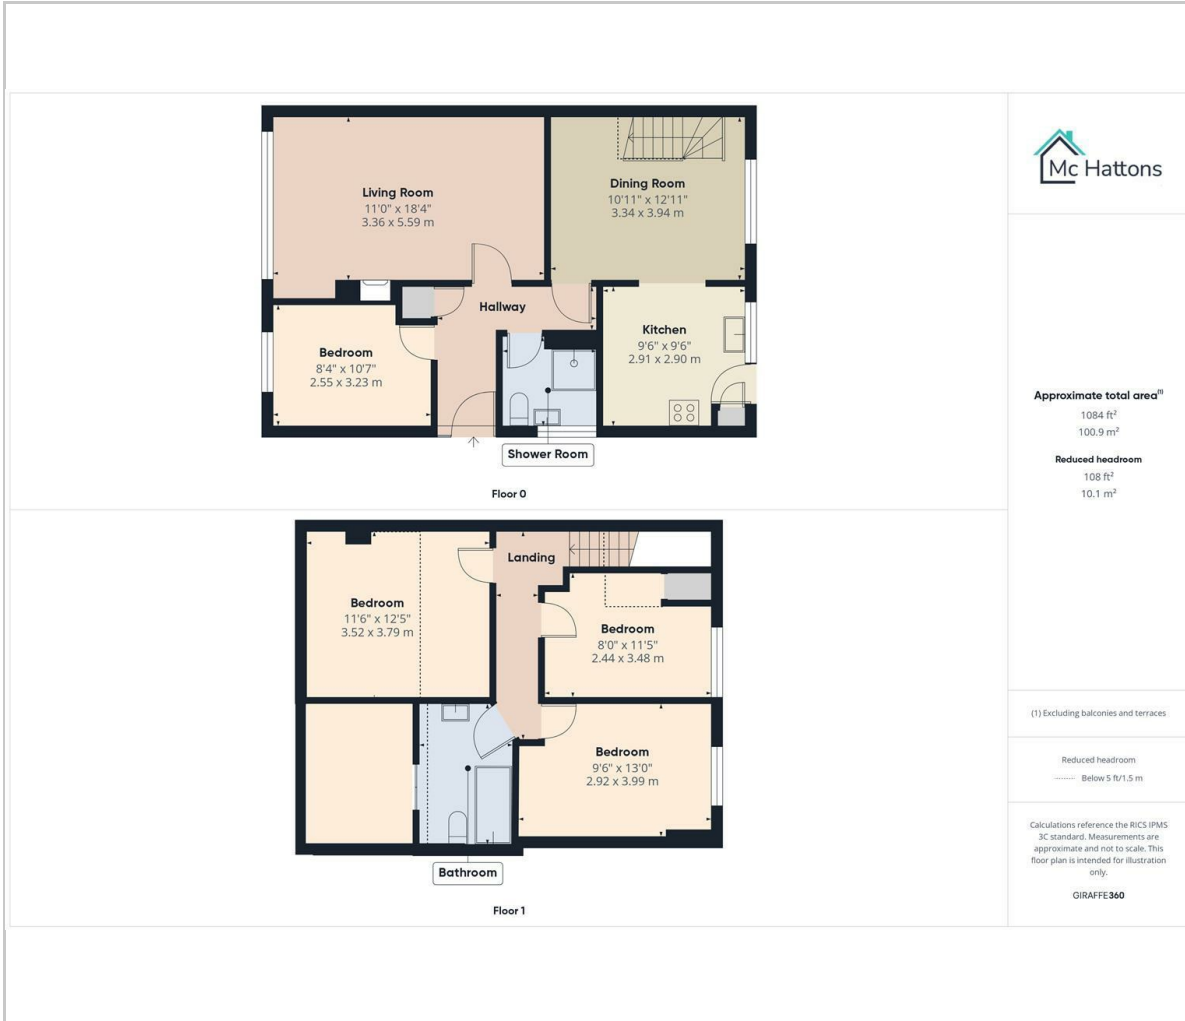 Living Room
11'0" x 18'4"
3.36 x 5.59 m
Dining Room
10'11" x 12'11"
3.34 x 3.94 m
Hallway
Kitchen
9'6" x 9'6"
2.91 x 2.90 m
Bedroom
8'4" x 10'7"
2.55 x 3.23 m
Shower Room
Floor 0
Landing
Bedroom
11'6" x 12'5"
3.52 x 3.79 m
Bedroom
8'0" x 11'5"
2.44 x 3.48 m
Bedroom
9'6" x 13'0"
2.92 x 3.99 m
Bathroom
Floor 1
Mc Hattons
Approximate total area⁽¹⁾
1084 ft²
100.9 m²
Reduced headroom
108 ft²
10.1 m²
(1) Excluding balconies and terraces
Reduced headroom
Below 5 ft/1.5 m
Calculations reference the RICS IPMS
3C standard. Measurements are
approximate and not to scale. This
floor plan is intended for illustration
only.
GIRAFFE360